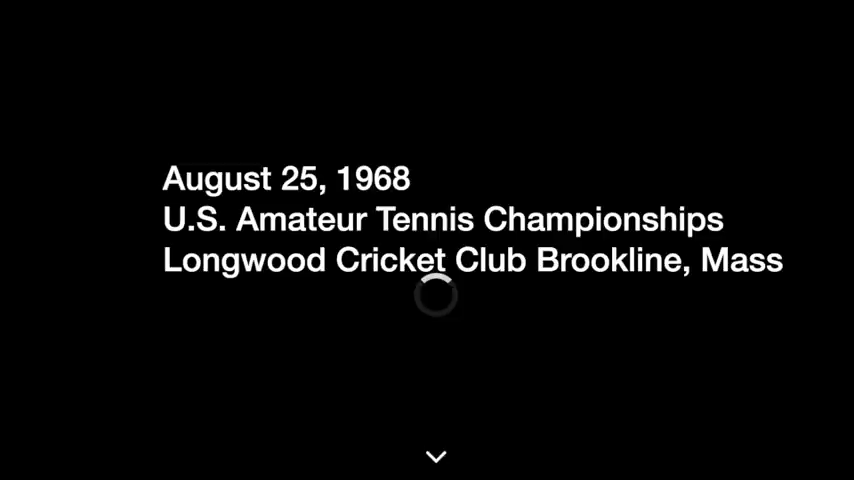 August 25, 1968
U.S. Amateur Tennis Championships
Longwood Cricket Club Brookline, Mass